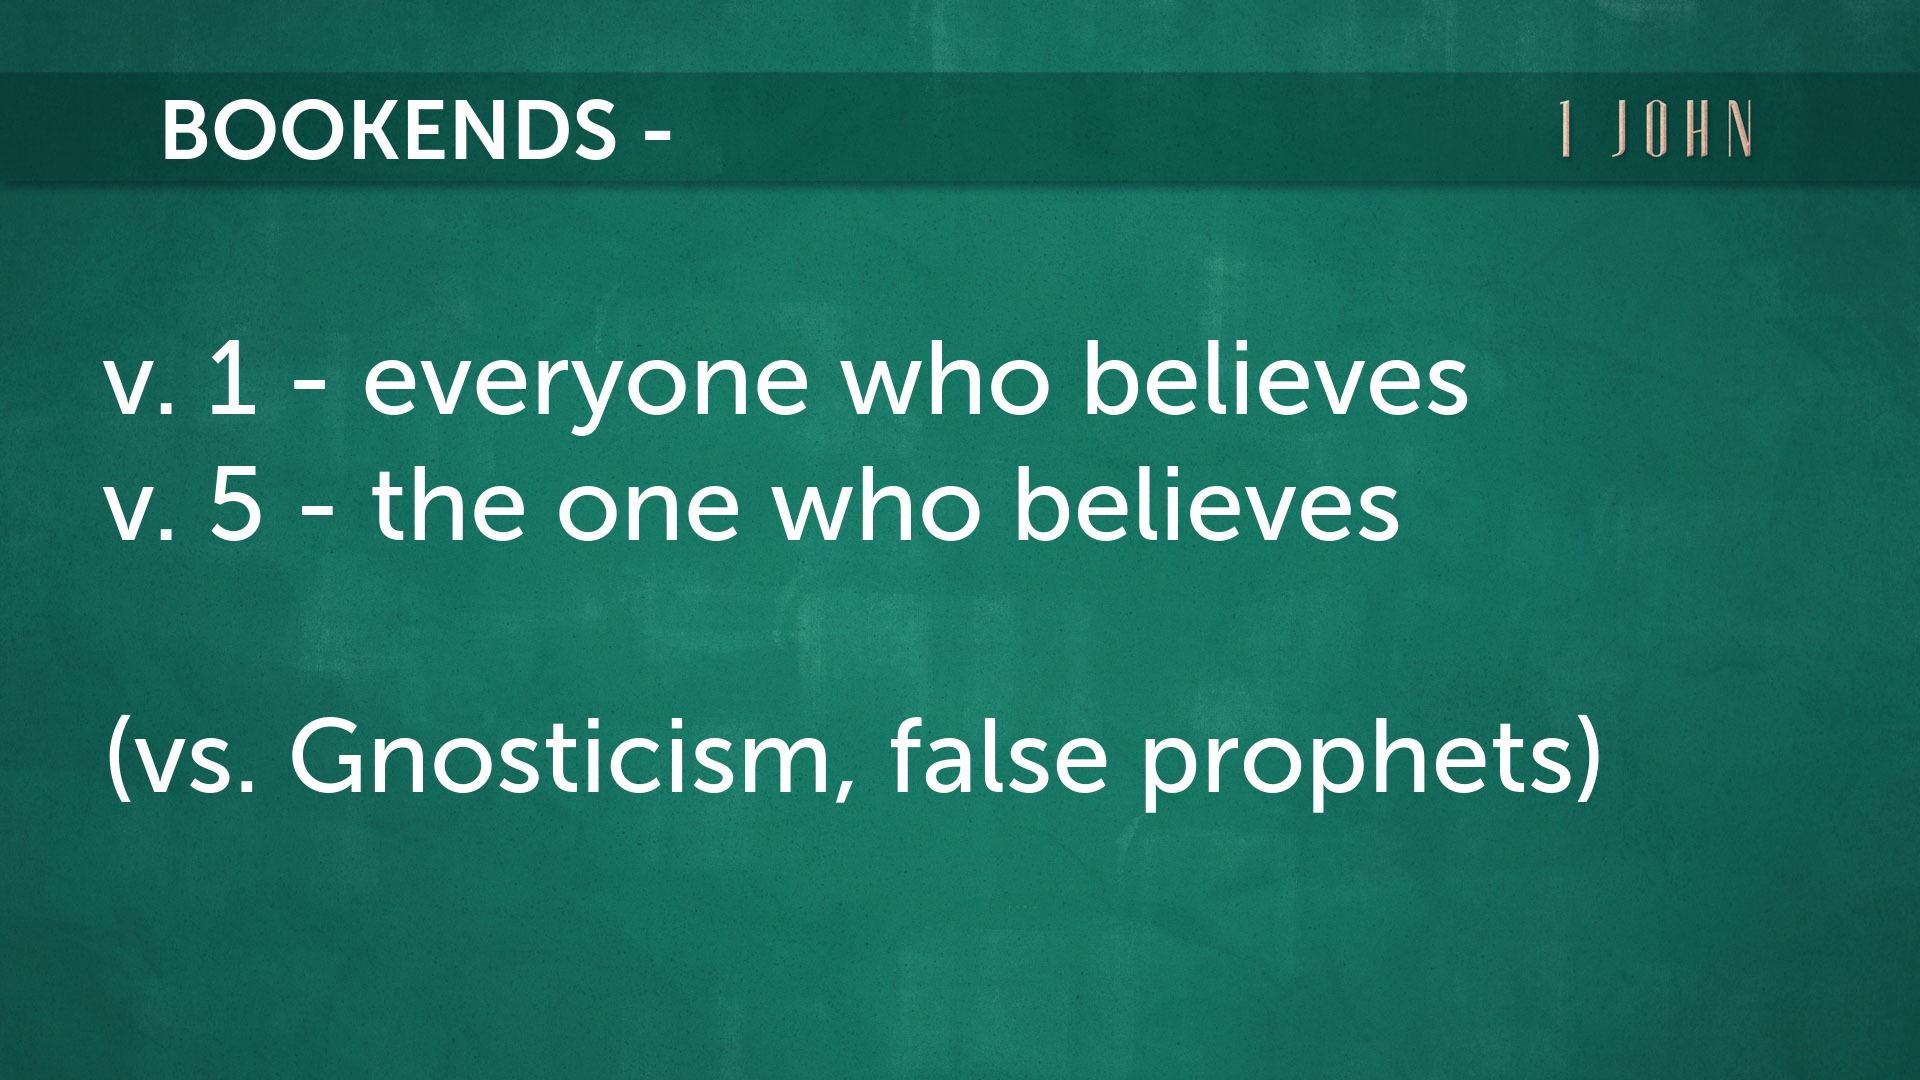 BOOKENDS -
1 JOHN
v. 1 - everyone who believes
v. 5 - the one who believes
(vs. Gnosticism, false prophets)